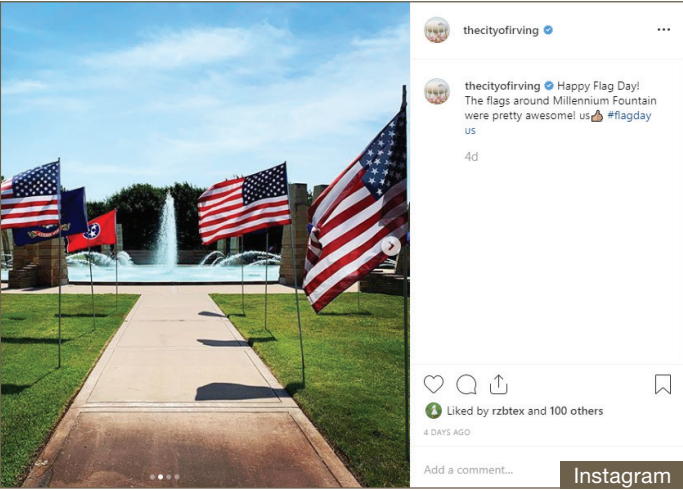 thecityofirving
thecityofirving Happy Flag Day!
The flags around Millennium Fountain
were pretty awesome! us👍🏽 #flagday
us
4d
Liked by rzbtex and 100 others
4 DAYS AGO
Add a comment...
Instagram